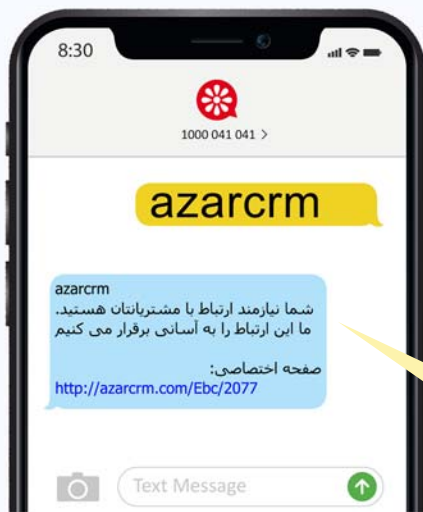 8:30
1000 041 041 >
azarcrm
azarcrm
شما نیازمند ارتباط با مشتریانتان هستید.
ما این ارتباط را به آسانی برقرار می کنیم
صفحه اختصاصی:
http://azarcrm.com/Ebc/2077
Text Message